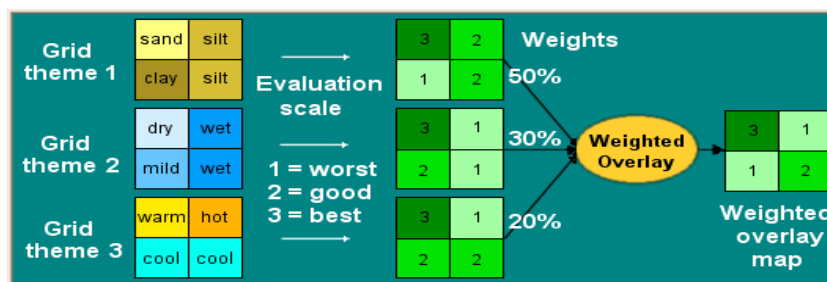 Grid
theme 1
sand silt
clay silt
Evaluation
scale
3 2
1 2
Weights
50%
Grid
theme 2
dry wet
mild wet
1 = worst
2 = good
3 = best
3 1
2 1
30%
Weighted
Overlay
3 1
1 2
Grid
theme 3
warm hot
cool cool
3 1
2 2
20%
Weighted
overlay
map